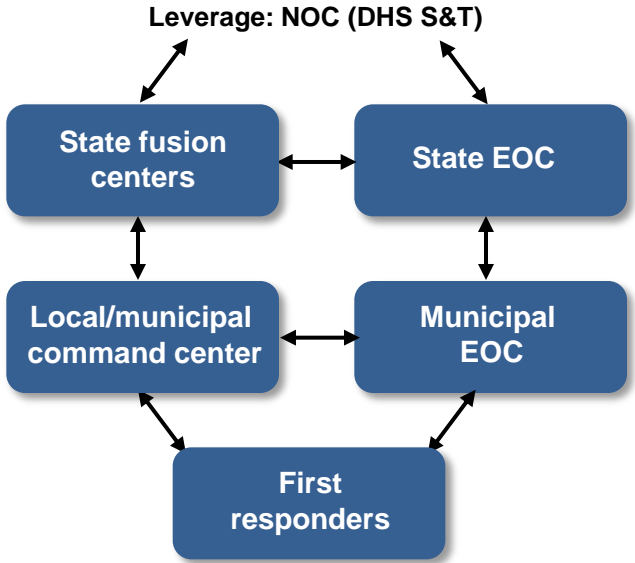 Leverage: NOC (DHS S&T)
State fusion
centers
State EOC
Local/municipal
command center
Municipal
EOC
First
responders